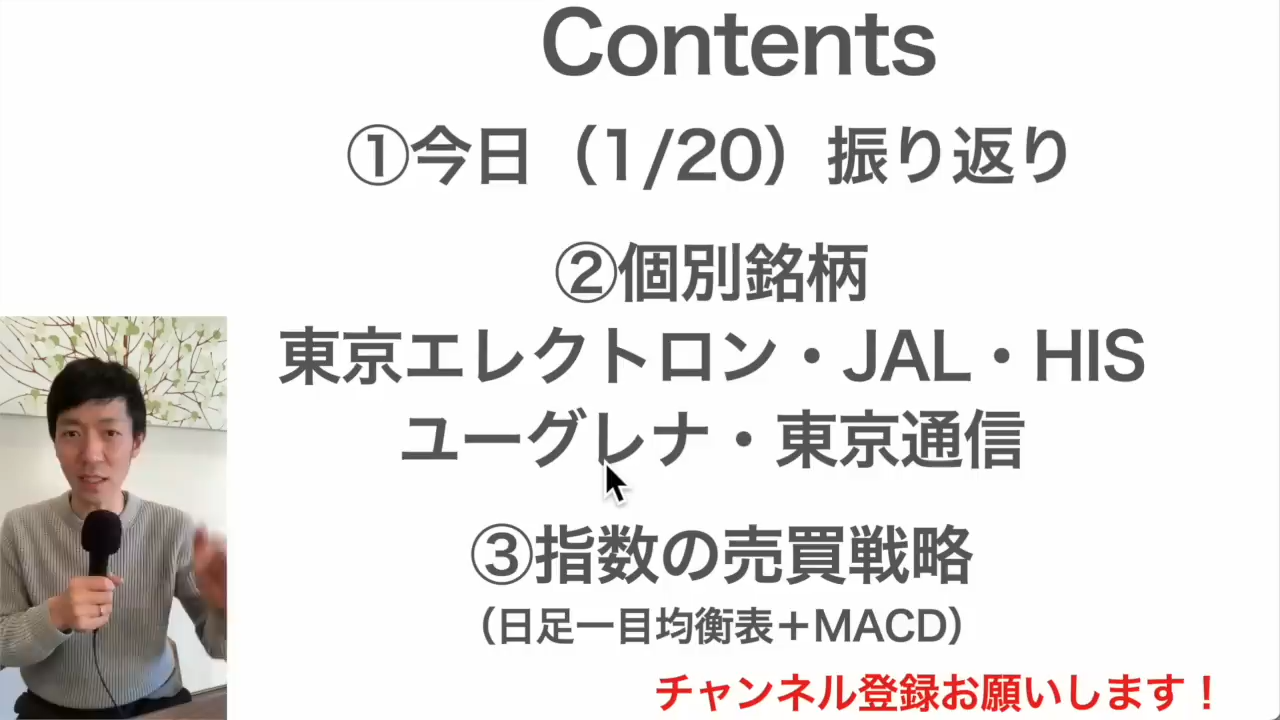 Contents
①今日（1/20）振り返り
②個別銘柄
東京エレクトロン・JAL・HIS
ユーグレナ・東京通信
③指数の売買戦略
（日足一目均衡表＋MACD）
チャンネル登録お願いします！